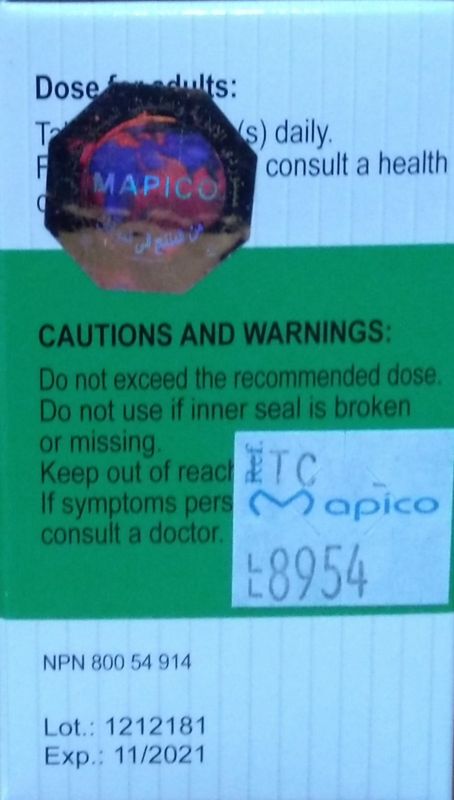 Dose for adults:
(s) daily.
consult a health
MAPICO
CAUTIONS AND WARNINGS:
Do not exceed the recommended dose.
Do not use if inner seal is broken
or missing.
Keep out of reach
If symptoms pers
consult a doctor.
Ref.
TC
Mapico
LL8954
NPN 800 54 914
Lot.: 1212181
Exp.: 11/2021